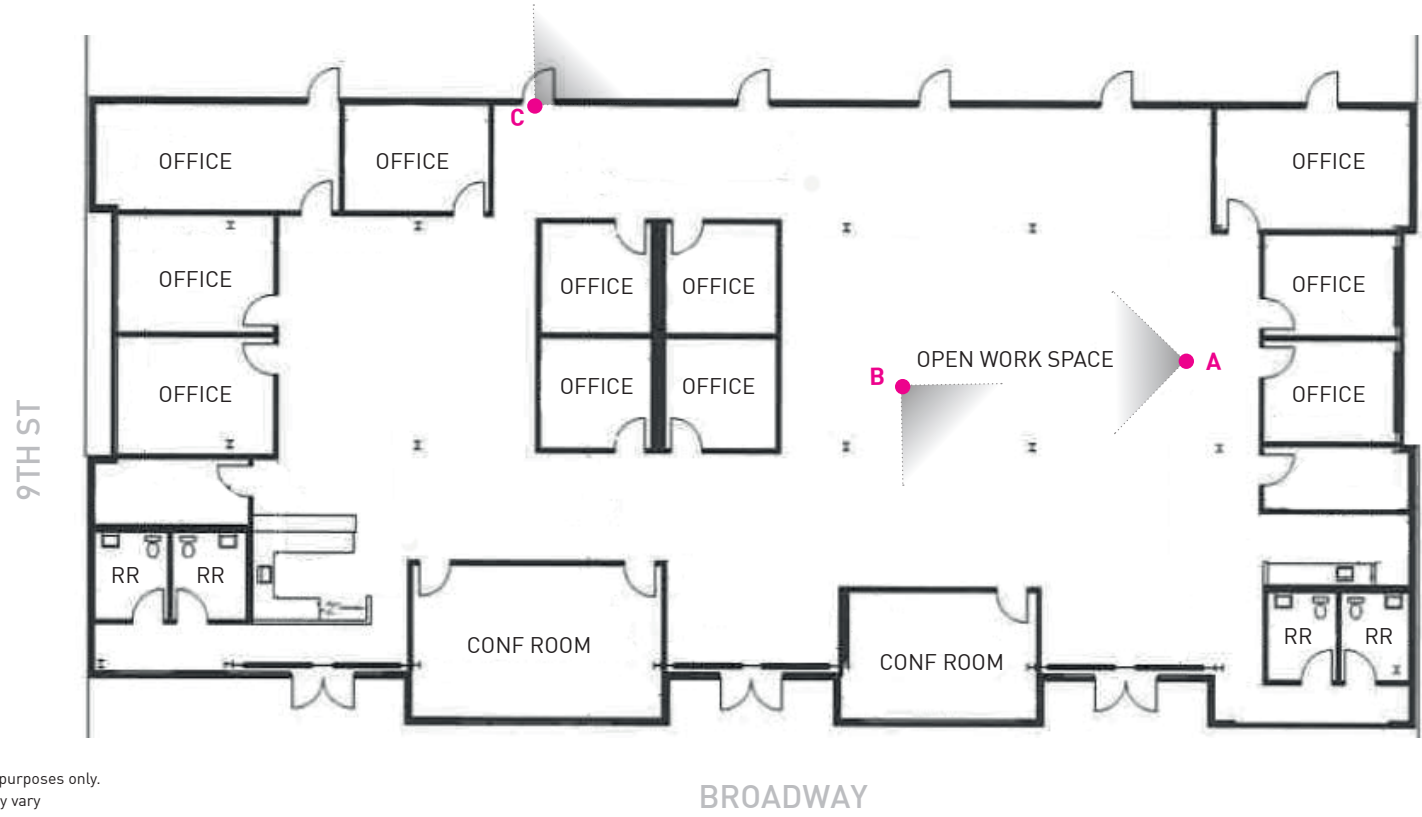 C
OFFICE
OFFICE
OFFICE
OFFICE
OFFICE
OFFICE
OFFICE
OPEN WORK SPACE
A
B
OFFICE
OFFICE
OFFICE
OFFICE
9TH ST
RR
RR
CONF ROOM
CONF ROOM
RR
RR
purposes only.
y vary
BROADWAY